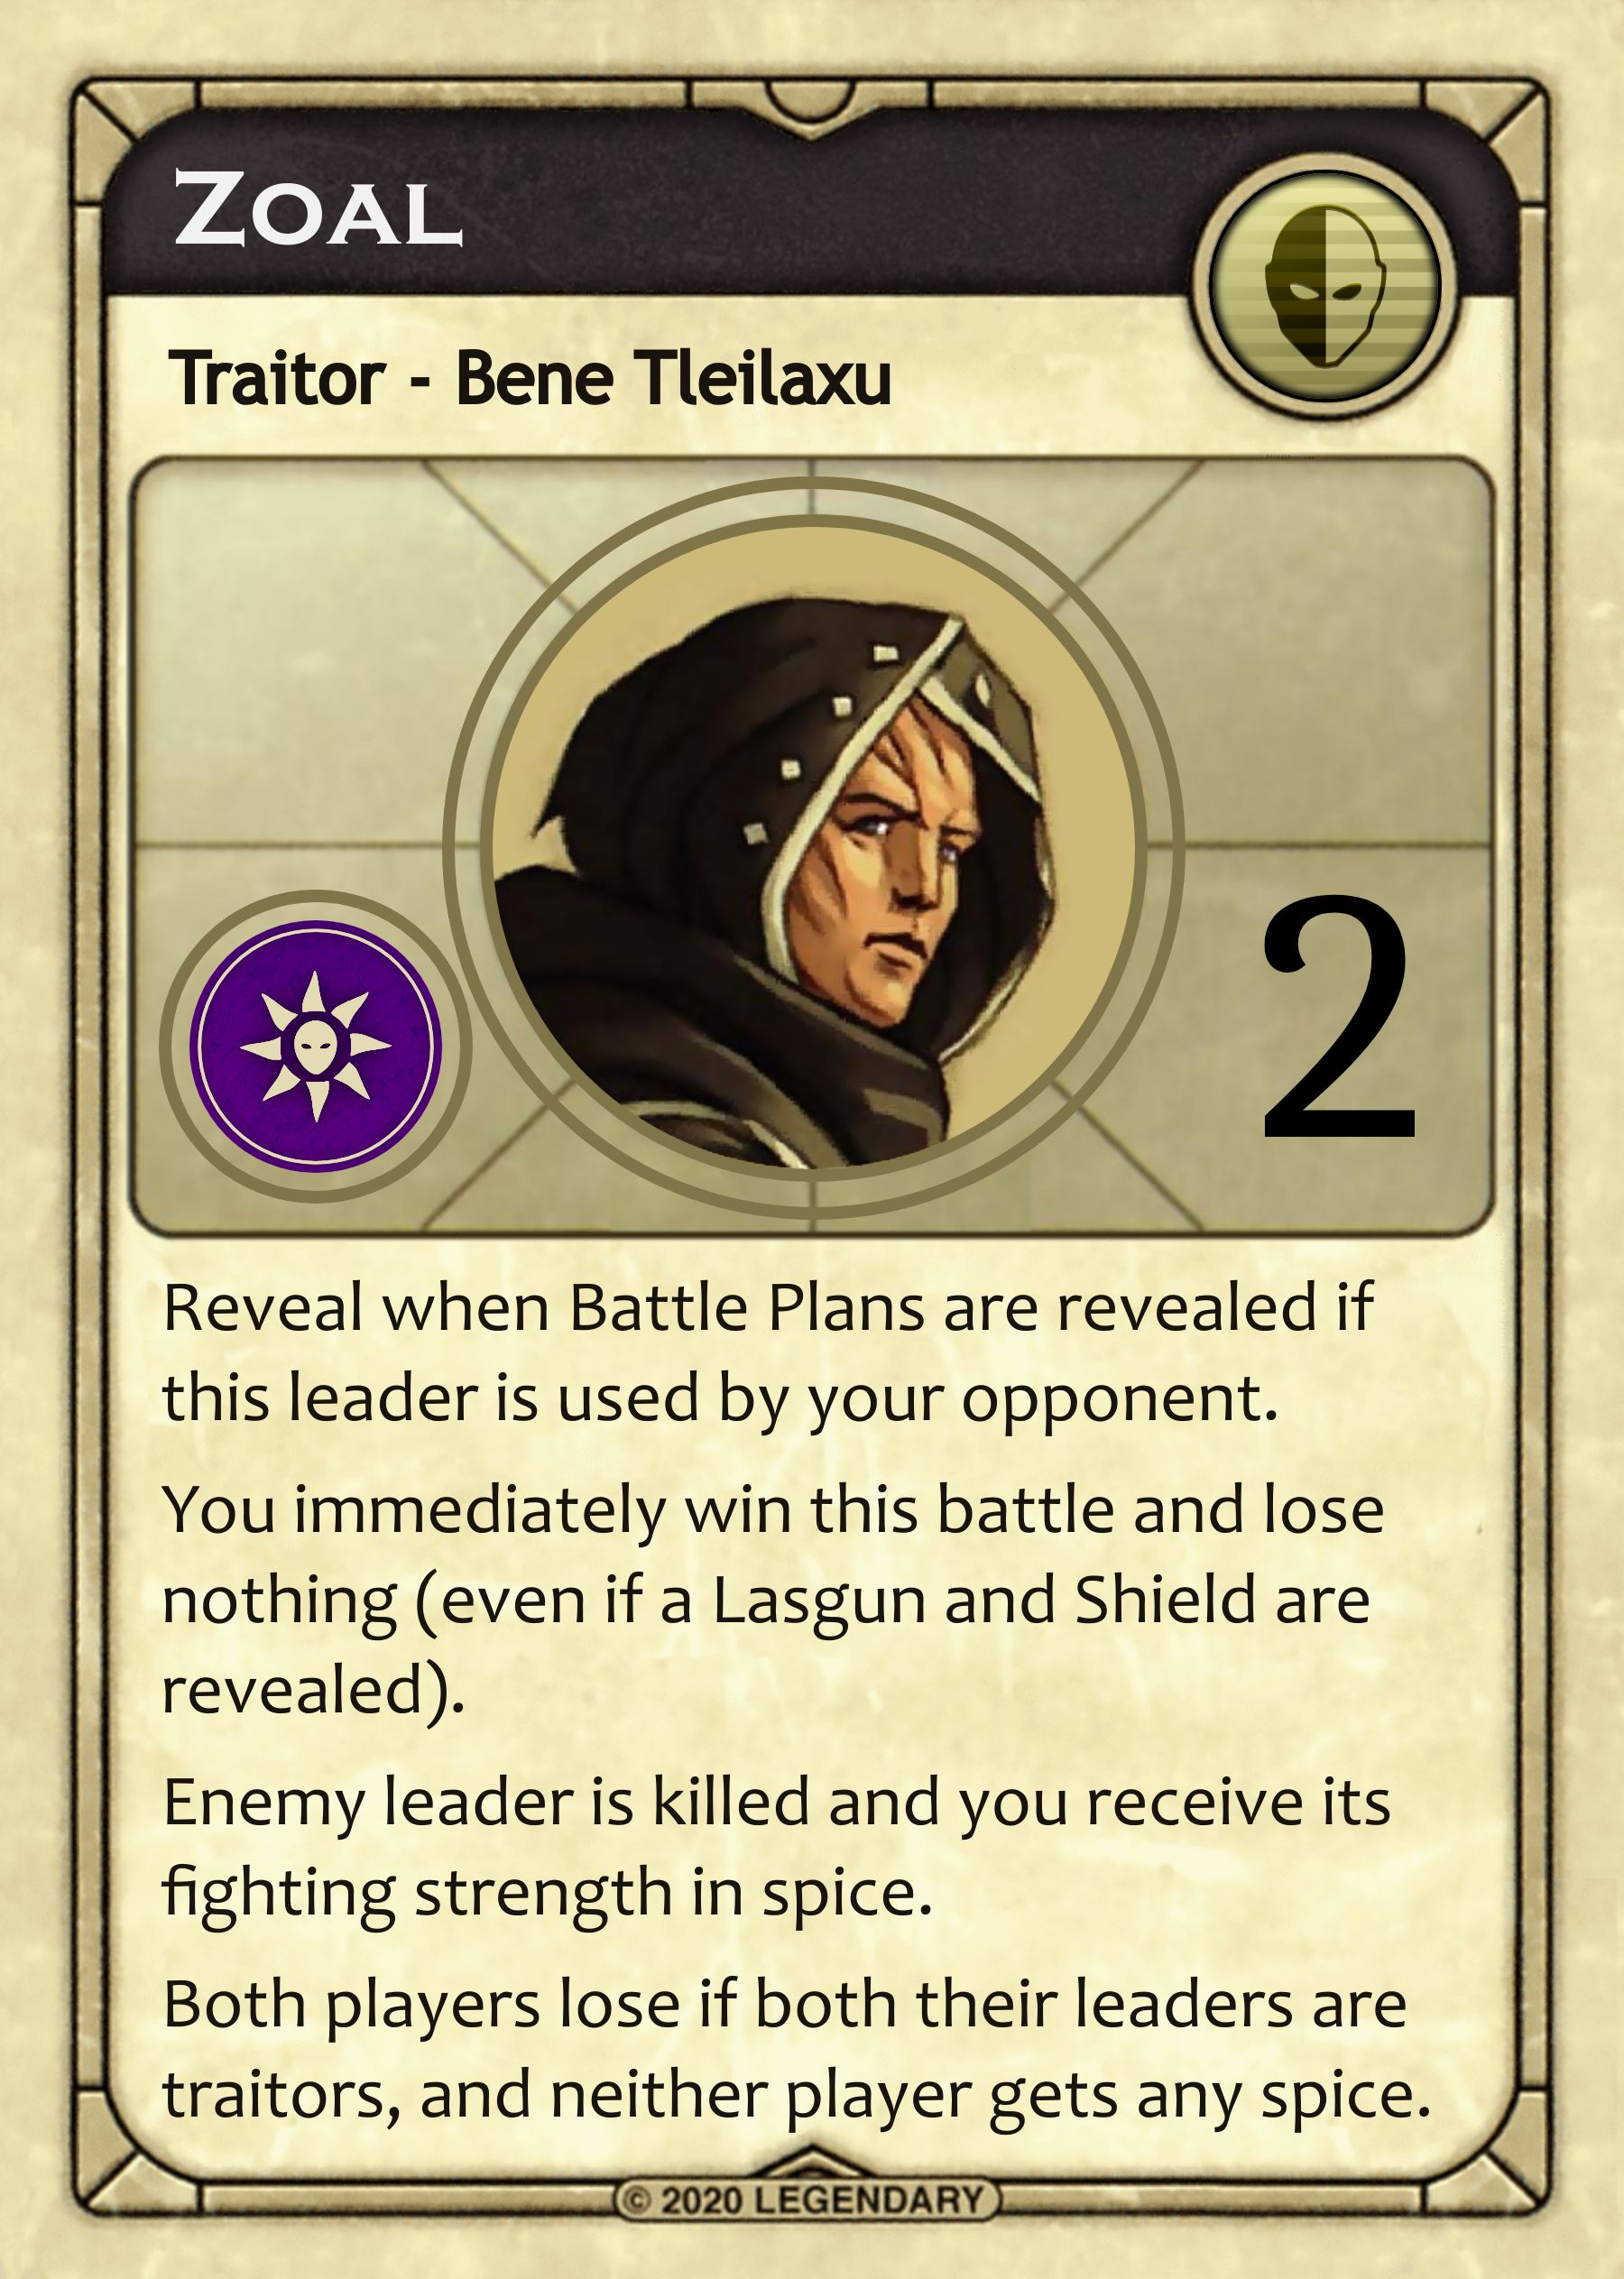 Zoal
Traitor - Bene Tleilaxu
2
Reveal when Battle Plans are revealed if
this leader is used by your opponent.
You immediately win this battle and lose
nothing (even if a Lasgun and Shield are
revealed).
Enemy leader is killed and you receive its
fighting strength in spice.
Both players lose if both their leaders are
traitors, and neither player gets any spice.
© 2020 LEGENDARY